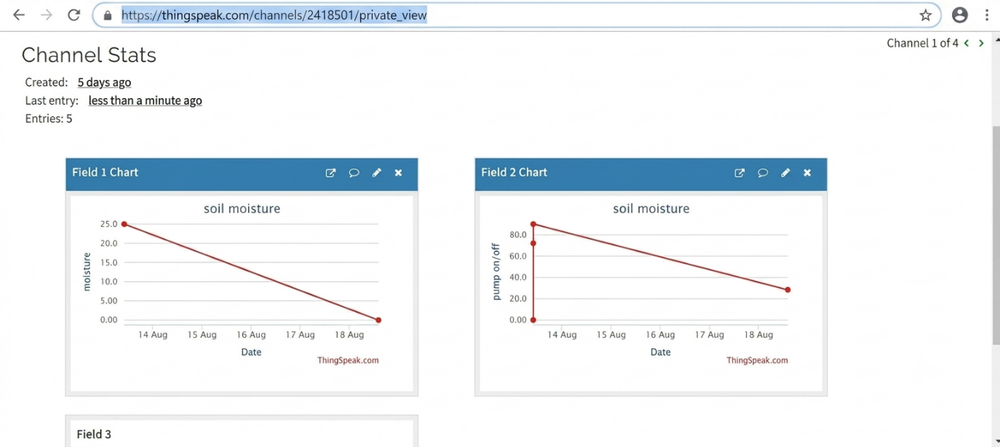 https://thingspeak.com/channels/2418501/private_view
Channel 1 of 4
Channel Stats
Created: 5 days ago
Last entry: less than a minute ago
Entries: 5
Field 1 Chart
soil moisture
moisture
25.0
20.0
15.0
10.0
5.00
0.00
14 Aug 15 Aug 16 Aug 17 Aug 18 Aug
Date
ThingSpeak.com
Field 2 Chart
soil moisture
pump on/off
80.0
60.0
40.0
20.0
0.00
14 Aug 15 Aug 16 Aug 17 Aug 18 Aug
Date
ThingSpeak.com
Field 3